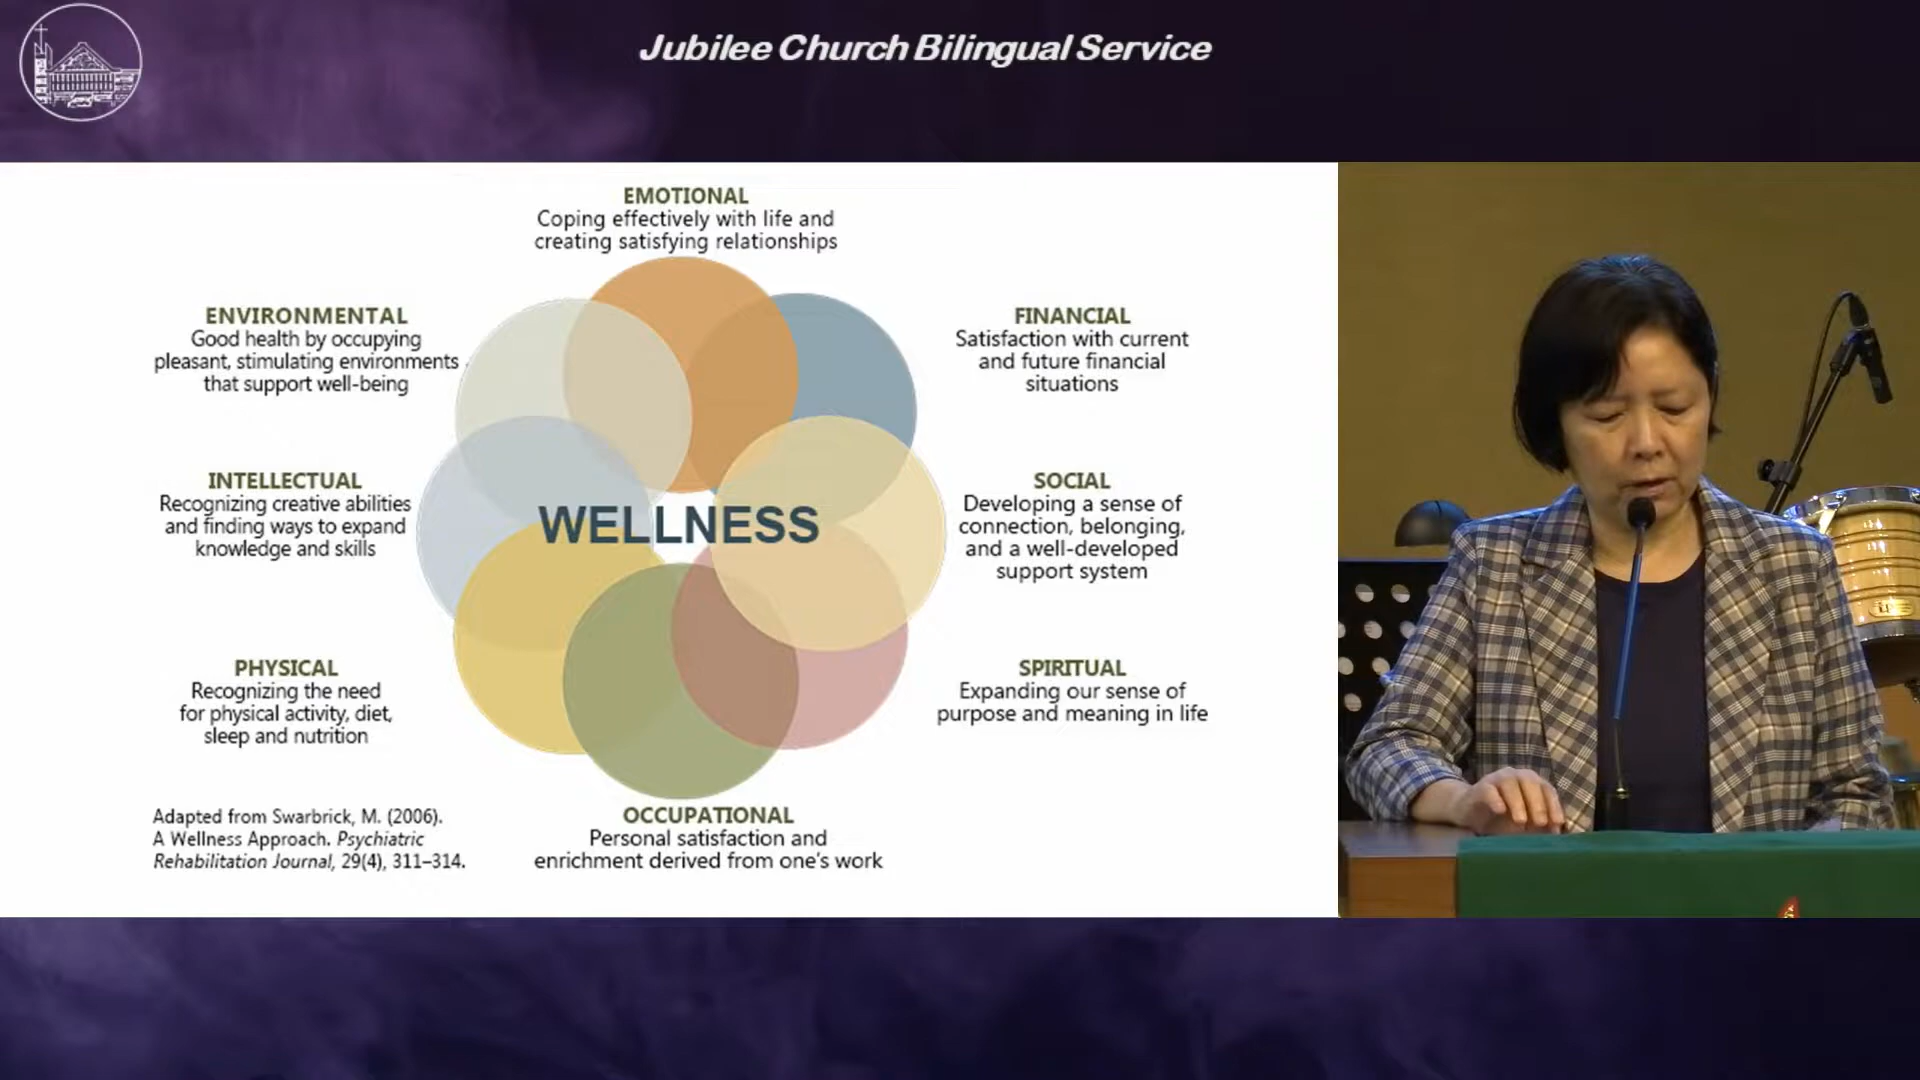 Jubilee Church Bilingual Service
EMOTIONAL
Coping effectively with life and
creating satisfying relationships
ENVIRONMENTAL
Good health by occupying
pleasant, stimulating environments
that support well-being
FINANCIAL
Satisfaction with current
and future financial
situations
INTELLECTUAL
Recognizing creative abilities
and finding ways to expand
knowledge and skills
WELLNESS
SOCIAL
Developing a sense of
connection, belonging,
and a well-developed
support system
PHYSICAL
Recognizing the need
for physical activity, diet,
sleep and nutrition
SPIRITUAL
Expanding our sense of
purpose and meaning in life
Adapted from Swarbrick, M. (2006).
A Wellness Approach. Psychiatric
Rehabilitation Journal, 29(4), 311–314.
OCCUPATIONAL
Personal satisfaction and
enrichment derived from one's work